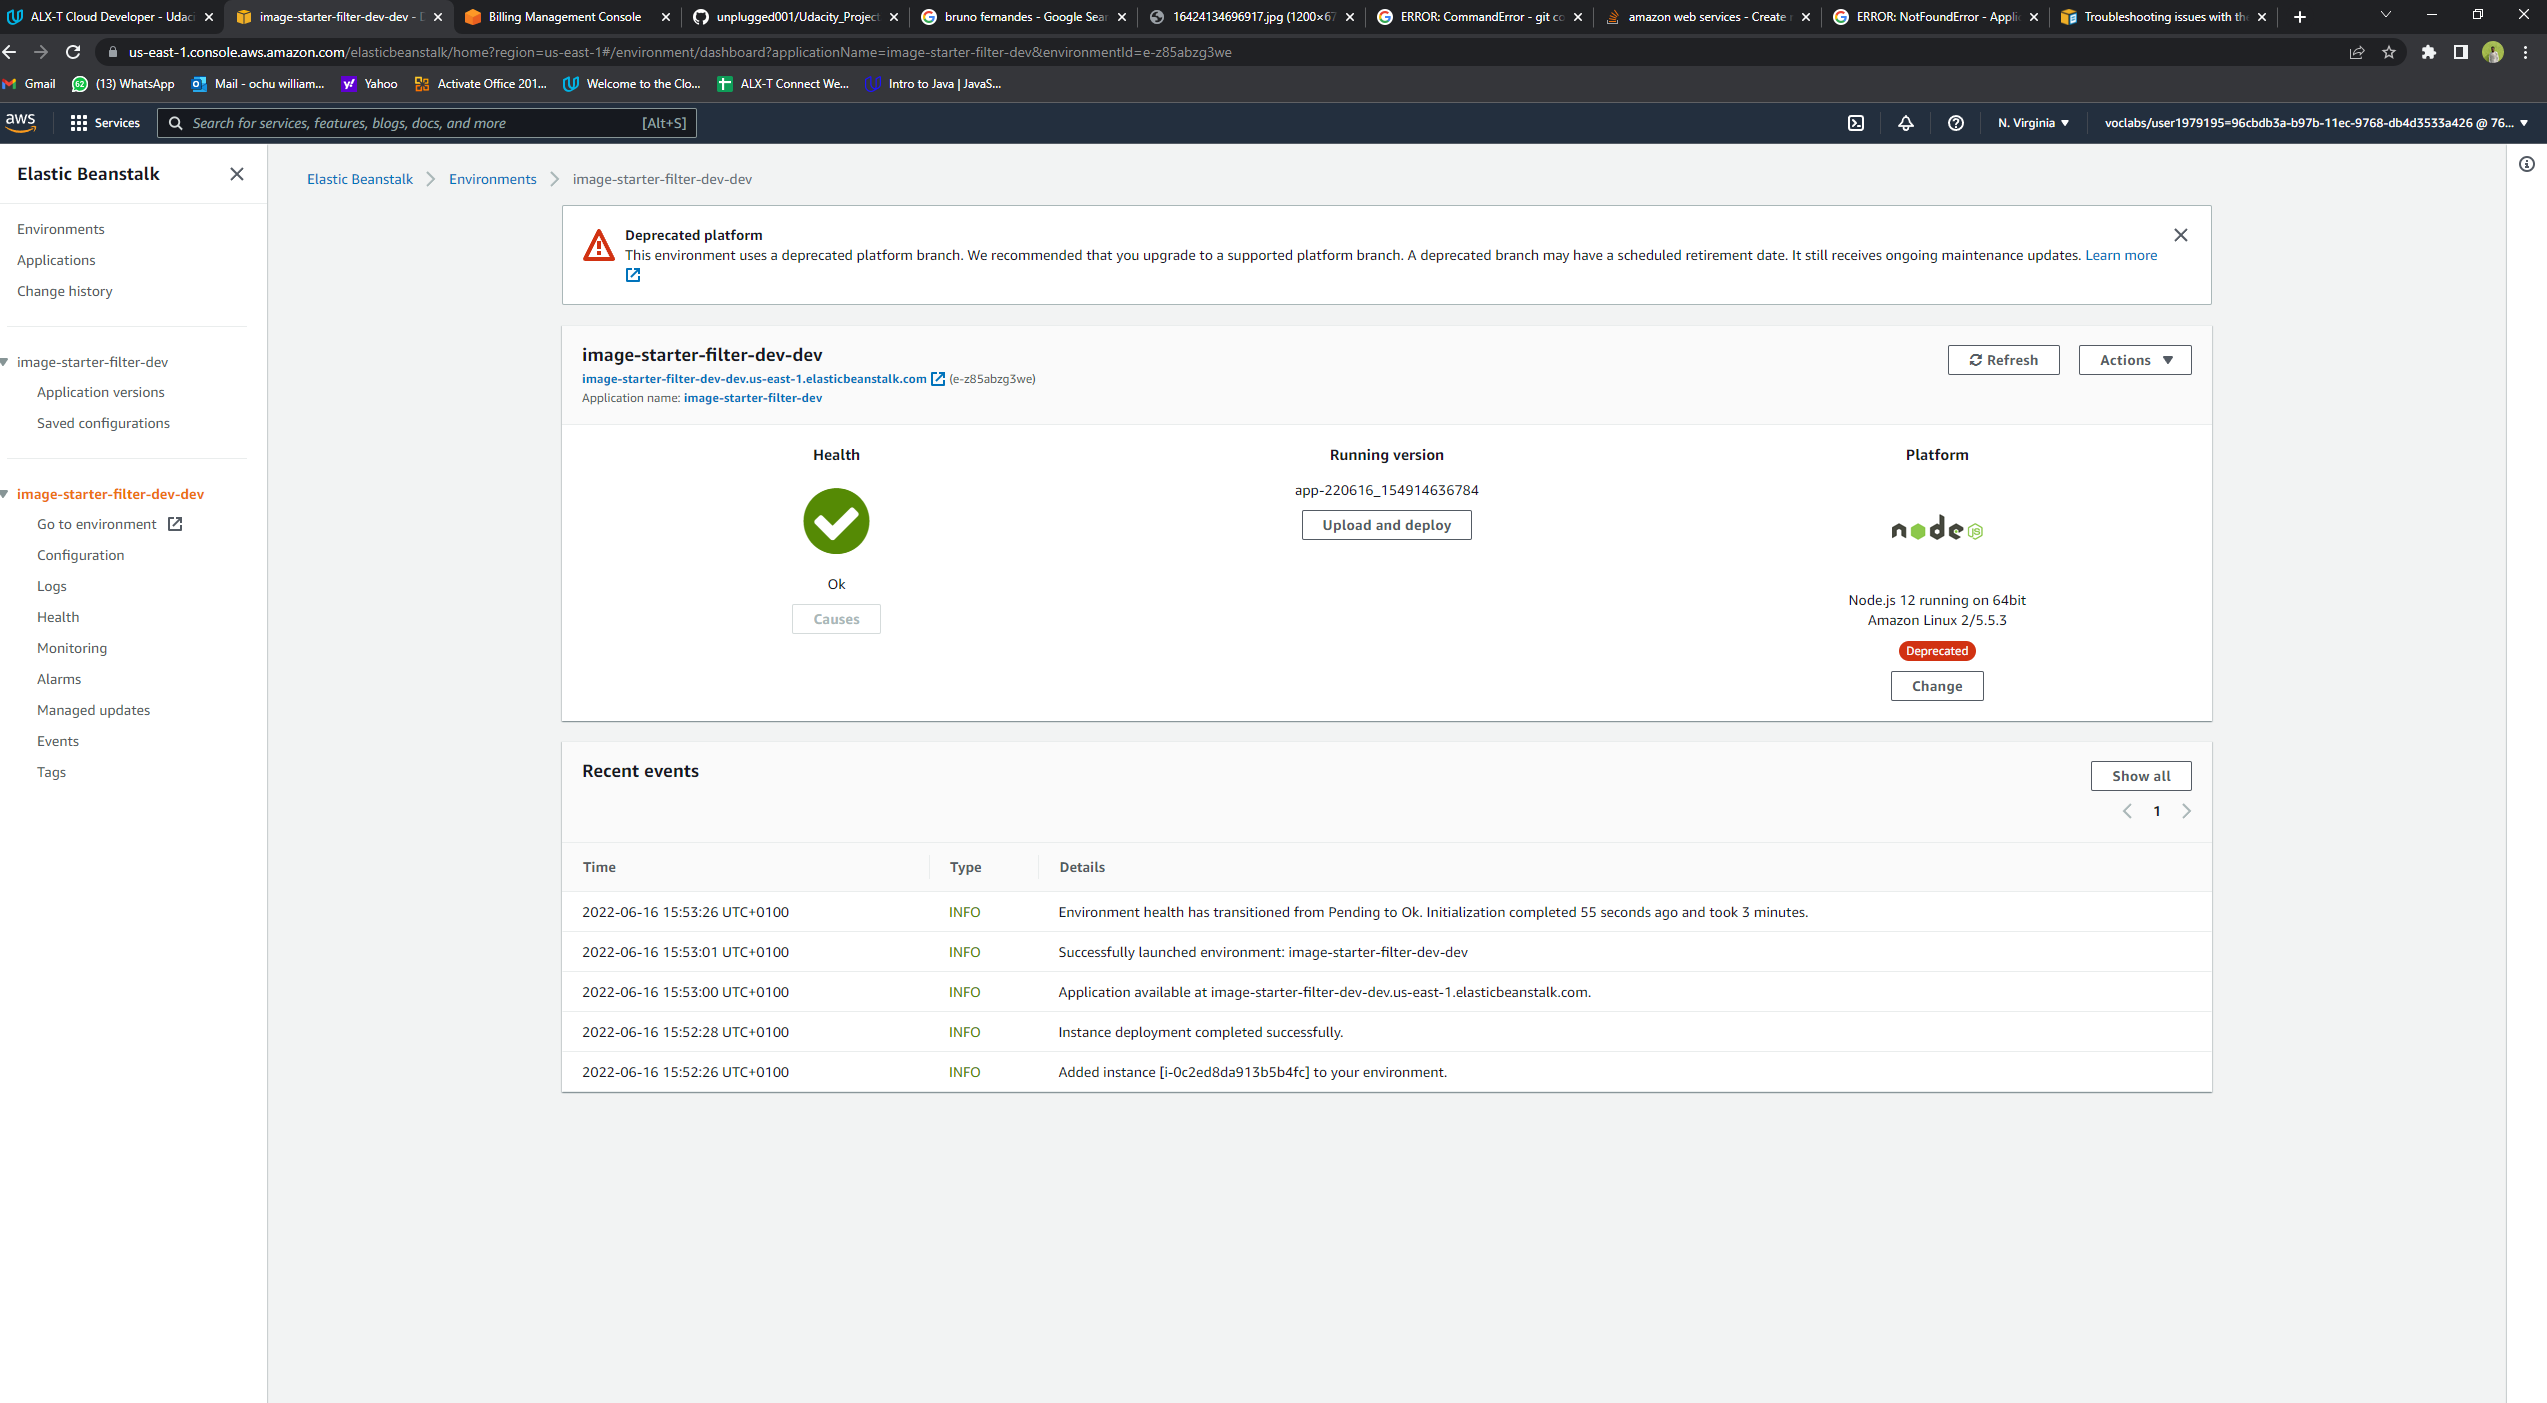 ALX-T Cloud Developer - Udac
image-starter-filter-dev-dev - D
Billing Management Console
unplugged001/Udacity_Project
bruno fernandes - Google Sear
16424134696917.jpg (1200×67
ERROR: CommandError - git co
amazon web services - Create
ERROR: NotFoundError - Appli
Troubleshooting issues with the
us-east-1.console.aws.amazon.com/elasticbeanstalk/home?region=us-east-1#/environment/dashboard?applicationName=image-starter-filter-dev&environmentId=e-z85abzg3we
Gmail
(13) WhatsApp
Mail - ochu william...
Yahoo
Activate Office 201...
Welcome to the Clo...
ALX-T Connect We...
Intro to Java | JavaS...
aws
Services
Search for services, features, blogs, docs, and more
[Alt+S]
N. Virginia
voclabs/user1979195=96cbdb3a-b97b-11ec-9768-db4d3533a426 @ 76...
Elastic Beanstalk
Environments
Applications
Change history
image-starter-filter-dev
Application versions
Saved configurations
image-starter-filter-dev-dev
Go to environment
Configuration
Logs
Health
Monitoring
Alarms
Managed updates
Events
Tags
Elastic Beanstalk
Environments
image-starter-filter-dev-dev
Deprecated platform
This environment uses a deprecated platform branch. We recommended that you upgrade to a supported platform branch. A deprecated branch may have a scheduled retirement date. It still receives ongoing maintenance updates. Learn more
image-starter-filter-dev-dev
image-starter-filter-dev-dev.us-east-1.elasticbeanstalk.com (e-z85abzg3we)
Application name: image-starter-filter-dev
Refresh
Actions
Health
Ok
Causes
Running version
app-220616_154914636784
Upload and deploy
Platform
node JS
Node.js 12 running on 64bit
Amazon Linux 2/5.5.3
Deprecated
Change
Recent events
Show all
1
Time Type Details
2022-06-16 15:53:26 UTC+0100 INFO Environment health has transitioned from Pending to Ok. Initialization completed 55 seconds ago and took 3 minutes.
2022-06-16 15:53:01 UTC+0100 INFO Successfully launched environment: image-starter-filter-dev-dev
2022-06-16 15:53:00 UTC+0100 INFO Application available at image-starter-filter-dev-dev.us-east-1.elasticbeanstalk.com.
2022-06-16 15:52:28 UTC+0100 INFO Instance deployment completed successfully.
2022-06-16 15:52:26 UTC+0100 INFO Added instance [i-0c2ed8da913b5b4fc] to your environment.